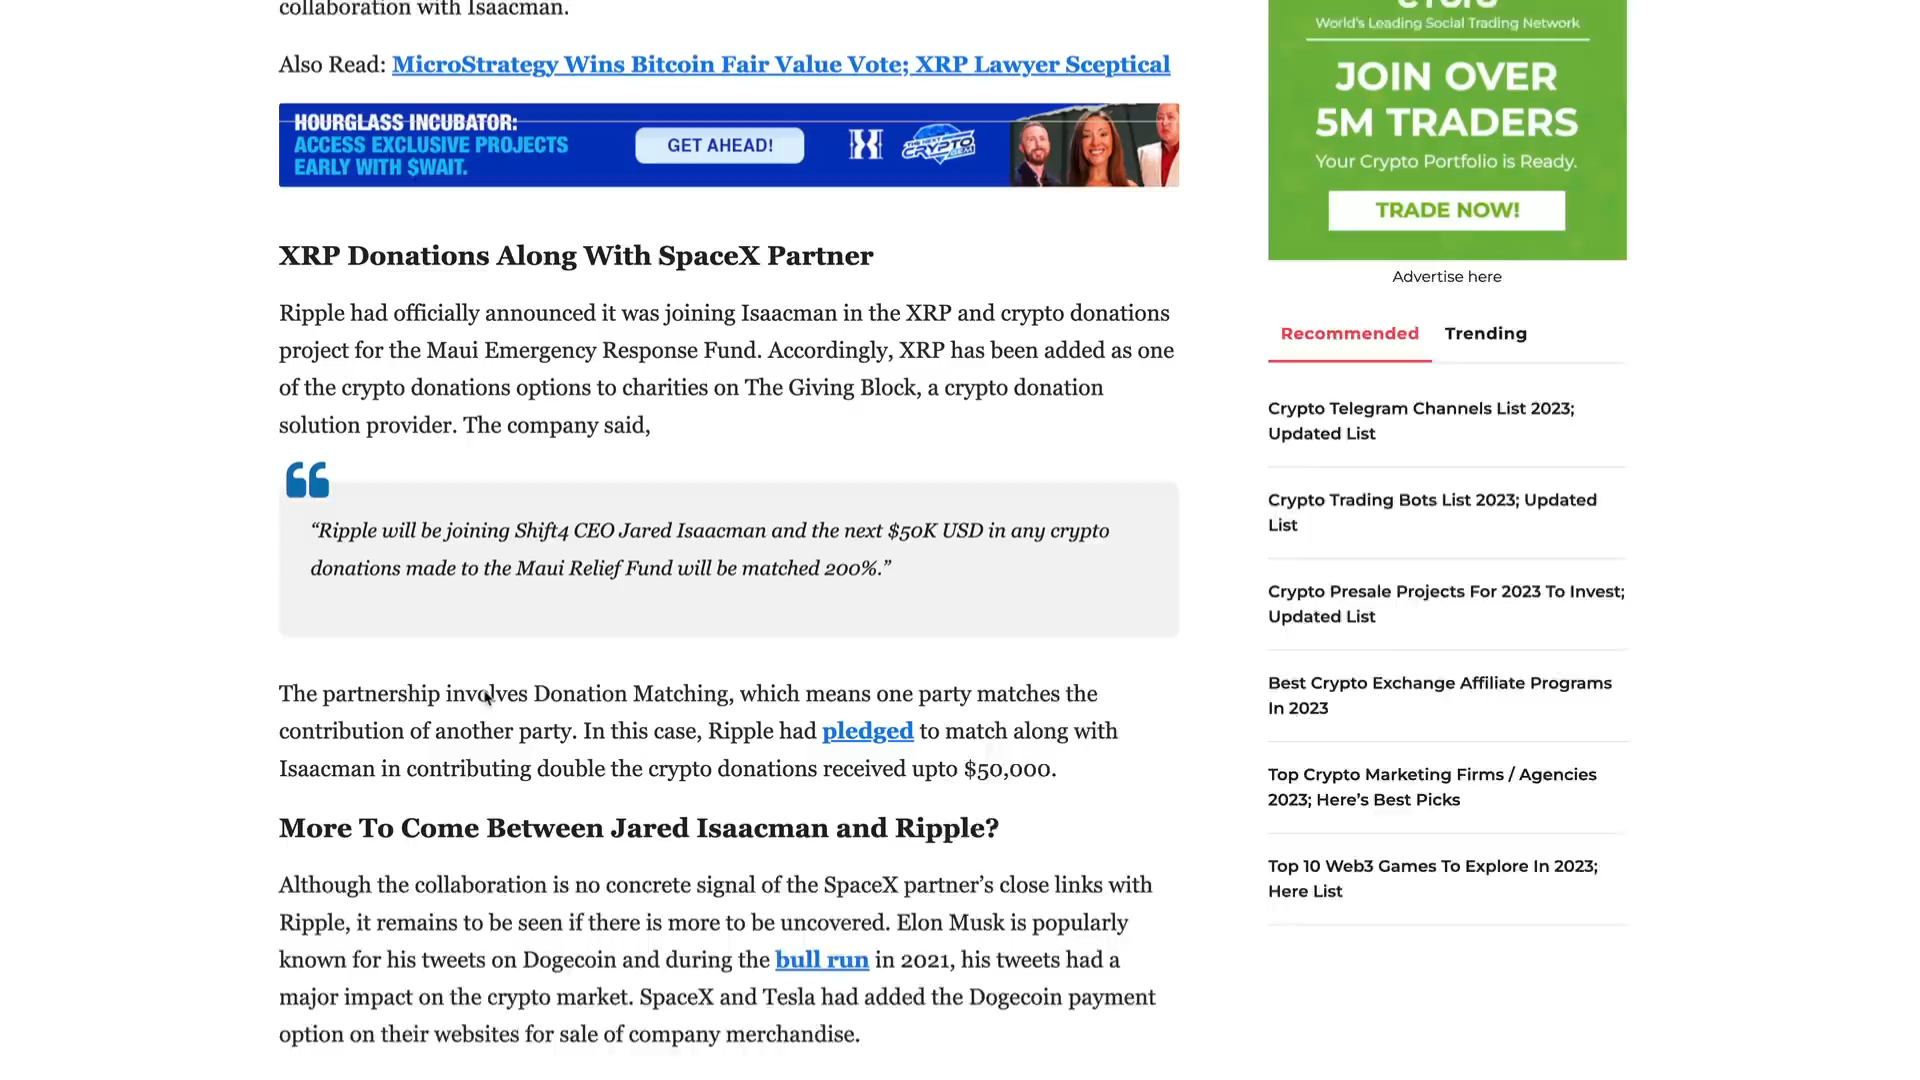 collaboration with Isaacman.
Also Read: MicroStrategy Wins Bitcoin Fair Value Vote; XRP Lawyer Sceptical
HOURGLASS INCUBATOR:
ACCESS EXCLUSIVE PROJECTS
EARLY WITH $WAIT.
GET AHEAD!
CRYPTO
XRP Donations Along With SpaceX Partner
Ripple had officially announced it was joining Isaacman in the XRP and crypto donations
project for the Maui Emergency Response Fund. Accordingly, XRP has been added as one
of the crypto donations options to charities on The Giving Block, a crypto donation
solution provider. The company said,
“Ripple will be joining Shift4 CEO Jared Isaacman and the next $50K USD in any crypto
donations made to the Maui Relief Fund will be matched 200%.”
The partnership involves Donation Matching, which means one party matches the
contribution of another party. In this case, Ripple had pledged to match along with
Isaacman in contributing double the crypto donations received upto $50,000.
More To Come Between Jared Isaacman and Ripple?
Although the collaboration is no concrete signal of the SpaceX partner’s close links with
Ripple, it remains to be seen if there is more to be uncovered. Elon Musk is popularly
known for his tweets on Dogecoin and during the bull run in 2021, his tweets had a
major impact on the crypto market. SpaceX and Tesla had added the Dogecoin payment
option on their websites for sale of company merchandise.
World's Leading Social Trading Network
JOIN OVER
5M TRADERS
Your Crypto Portfolio is Ready.
TRADE NOW!
Advertise here
Recommended Trending
Crypto Telegram Channels List 2023;
Updated List
Crypto Trading Bots List 2023; Updated
List
Crypto Presale Projects For 2023 To Invest;
Updated List
Best Crypto Exchange Affiliate Programs
In 2023
Top Crypto Marketing Firms / Agencies
2023; Here’s Best Picks
Top 10 Web3 Games To Explore In 2023;
Here List